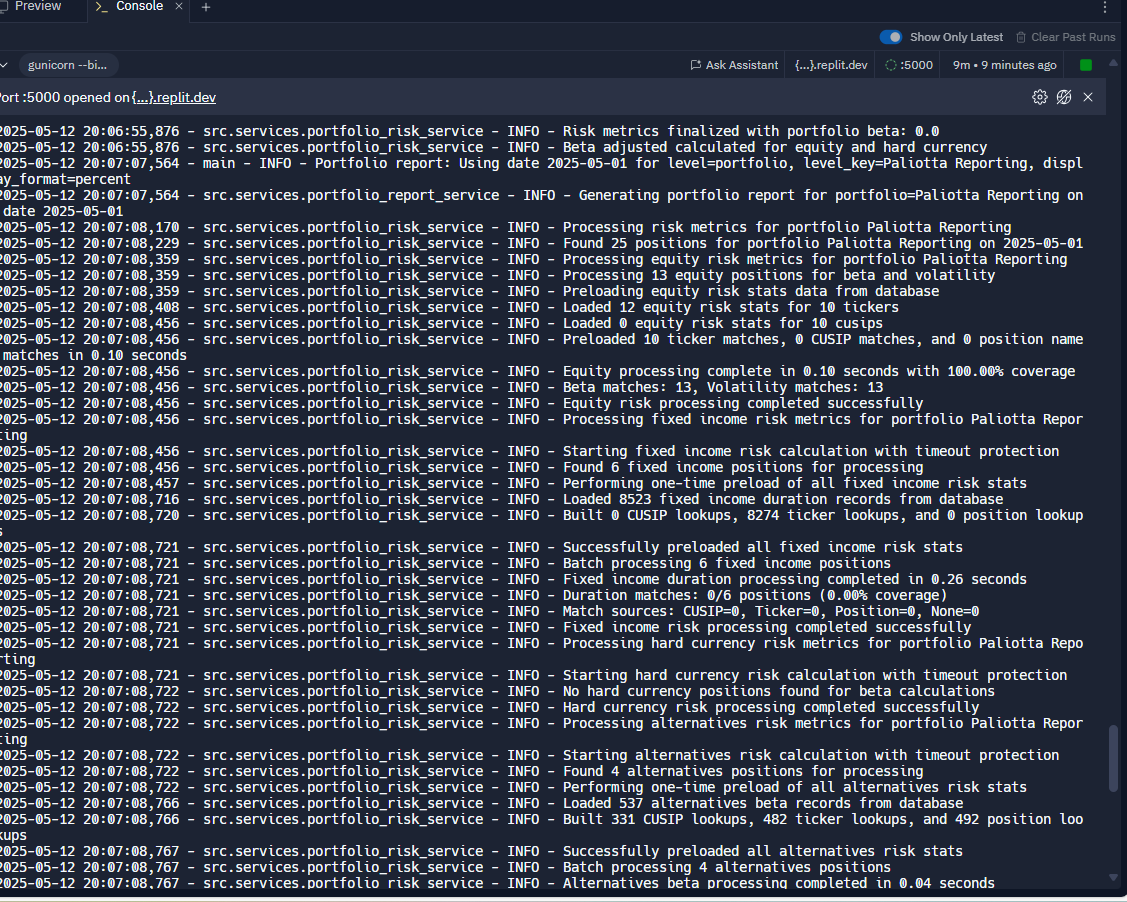 Preview
Console
Show Only Latest
Clear Past Runs
gunicorn --bi...
Ask Assistant
{...}.replit.dev
:5000
9m • 9 minutes ago
ort :5000 opened on {...}.replit.dev
2025-05-12 20:06:55,876 - src.services.portfolio_risk_service - INFO - Risk metrics finalized with portfolio beta: 0.0
2025-05-12 20:06:55,876 - src.services.portfolio_risk_service - INFO - Beta adjusted calculated for equity and hard currency
2025-05-12 20:07:07,564 - main - INFO - Portfolio report: Using date 2025-05-01 for level=portfolio, level_key=Paliotta Reporting, displ
ay_format=percent
2025-05-12 20:07:07,564 - src.services.portfolio_report_service - INFO - Generating portfolio report for portfolio=Paliotta Reporting on
date 2025-05-01
2025-05-12 20:07:08,170 - src.services.portfolio_risk_service - INFO - Processing risk metrics for portfolio Paliotta Reporting
2025-05-12 20:07:08,229 - src.services.portfolio_risk_service - INFO - Found 25 positions for portfolio Paliotta Reporting on 2025-05-01
2025-05-12 20:07:08,359 - src.services.portfolio_risk_service - INFO - Processing equity risk metrics for portfolio Paliotta Reporting
2025-05-12 20:07:08,359 - src.services.portfolio_risk_service - INFO - Processing 13 equity positions for beta and volatility
2025-05-12 20:07:08,359 - src.services.portfolio_risk_service - INFO - Preloading equity risk stats data from database
2025-05-12 20:07:08,408 - src.services.portfolio_risk_service - INFO - Loaded 12 equity risk stats for 10 tickers
2025-05-12 20:07:08,456 - src.services.portfolio_risk_service - INFO - Loaded 0 equity risk stats for 10 cusips
2025-05-12 20:07:08,456 - src.services.portfolio_risk_service - INFO - Preloaded 10 ticker matches, 0 CUSIP matches, and 0 position name
matches in 0.10 seconds
2025-05-12 20:07:08,456 - src.services.portfolio_risk_service - INFO - Equity processing complete in 0.10 seconds with 100.00% coverage
2025-05-12 20:07:08,456 - src.services.portfolio_risk_service - INFO - Beta matches: 13, Volatility matches: 13
2025-05-12 20:07:08,456 - src.services.portfolio_risk_service - INFO - Equity risk processing completed successfully
2025-05-12 20:07:08,456 - src.services.portfolio_risk_service - INFO - Processing fixed income risk metrics for portfolio Paliotta Repor
ting
2025-05-12 20:07:08,456 - src.services.portfolio_risk_service - INFO - Starting fixed income risk calculation with timeout protection
2025-05-12 20:07:08,456 - src.services.portfolio_risk_service - INFO - Found 6 fixed income positions for processing
2025-05-12 20:07:08,457 - src.services.portfolio_risk_service - INFO - Performing one-time preload of all fixed income risk stats
2025-05-12 20:07:08,716 - src.services.portfolio_risk_service - INFO - Loaded 8523 fixed income duration records from database
2025-05-12 20:07:08,720 - src.services.portfolio_risk_service - INFO - Built 0 CUSIP lookups, 8274 ticker lookups, and 0 position lookup
s
2025-05-12 20:07:08,721 - src.services.portfolio_risk_service - INFO - Successfully preloaded all fixed income risk stats
2025-05-12 20:07:08,721 - src.services.portfolio_risk_service - INFO - Batch processing 6 fixed income positions
2025-05-12 20:07:08,721 - src.services.portfolio_risk_service - INFO - Fixed income duration processing completed in 0.26 seconds
2025-05-12 20:07:08,721 - src.services.portfolio_risk_service - INFO - Duration matches: 0/6 positions (0.00% coverage)
2025-05-12 20:07:08,721 - src.services.portfolio_risk_service - INFO - Match sources: CUSIP=0, Ticker=0, Position=0, None=0
2025-05-12 20:07:08,721 - src.services.portfolio_risk_service - INFO - Fixed income risk processing completed successfully
2025-05-12 20:07:08,721 - src.services.portfolio_risk_service - INFO - Processing hard currency risk metrics for portfolio Paliotta Repo
rting
2025-05-12 20:07:08,721 - src.services.portfolio_risk_service - INFO - Starting hard currency risk calculation with timeout protection
2025-05-12 20:07:08,722 - src.services.portfolio_risk_service - INFO - No hard currency positions found for beta calculations
2025-05-12 20:07:08,722 - src.services.portfolio_risk_service - INFO - Hard currency risk processing completed successfully
2025-05-12 20:07:08,722 - src.services.portfolio_risk_service - INFO - Processing alternatives risk metrics for portfolio Paliotta Repor
ting
2025-05-12 20:07:08,722 - src.services.portfolio_risk_service - INFO - Starting alternatives risk calculation with timeout protection
2025-05-12 20:07:08,722 - src.services.portfolio_risk_service - INFO - Found 4 alternatives positions for processing
2025-05-12 20:07:08,722 - src.services.portfolio_risk_service - INFO - Performing one-time preload of all alternatives risk stats
2025-05-12 20:07:08,766 - src.services.portfolio_risk_service - INFO - Loaded 537 alternatives beta records from database
2025-05-12 20:07:08,766 - src.services.portfolio_risk_service - INFO - Built 331 CUSIP lookups, 482 ticker lookups, and 492 position loo
kups
2025-05-12 20:07:08,767 - src.services.portfolio_risk_service - INFO - Successfully preloaded all alternatives risk stats
2025-05-12 20:07:08,767 - src.services.portfolio_risk_service - INFO - Batch processing 4 alternatives positions
2025-05-12 20:07:08,767 - src.services.portfolio_risk_service - INFO - Alternatives beta processing completed in 0.04 seconds